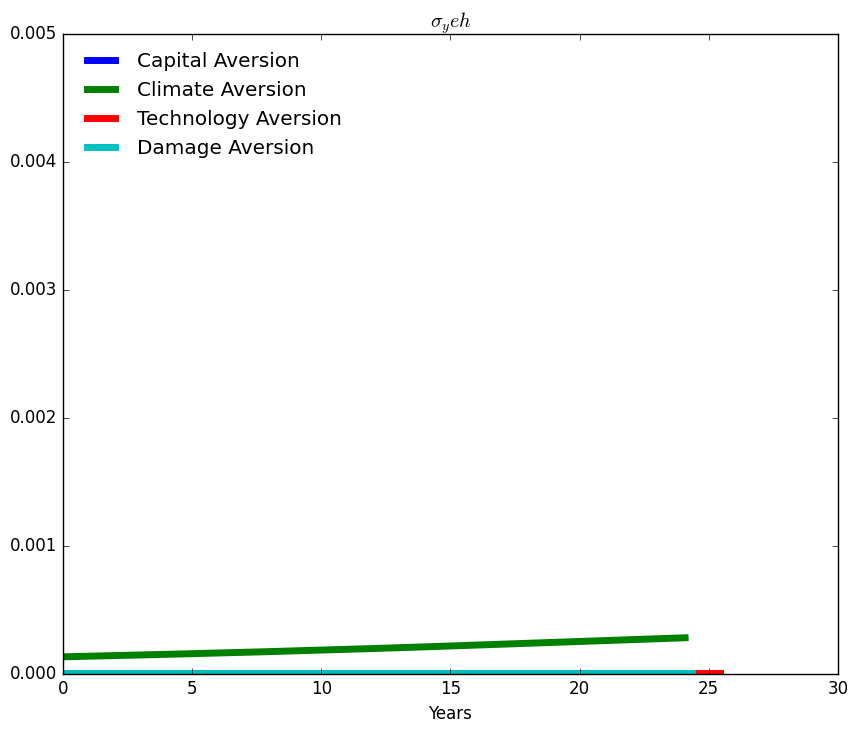 σ_y eh
0.005
Capital Aversion
Climate Aversion
Technology Aversion
Damage Aversion
0.004
0.003
0.002
0.001
0.000
0 5 10 15 20 25 30
Years